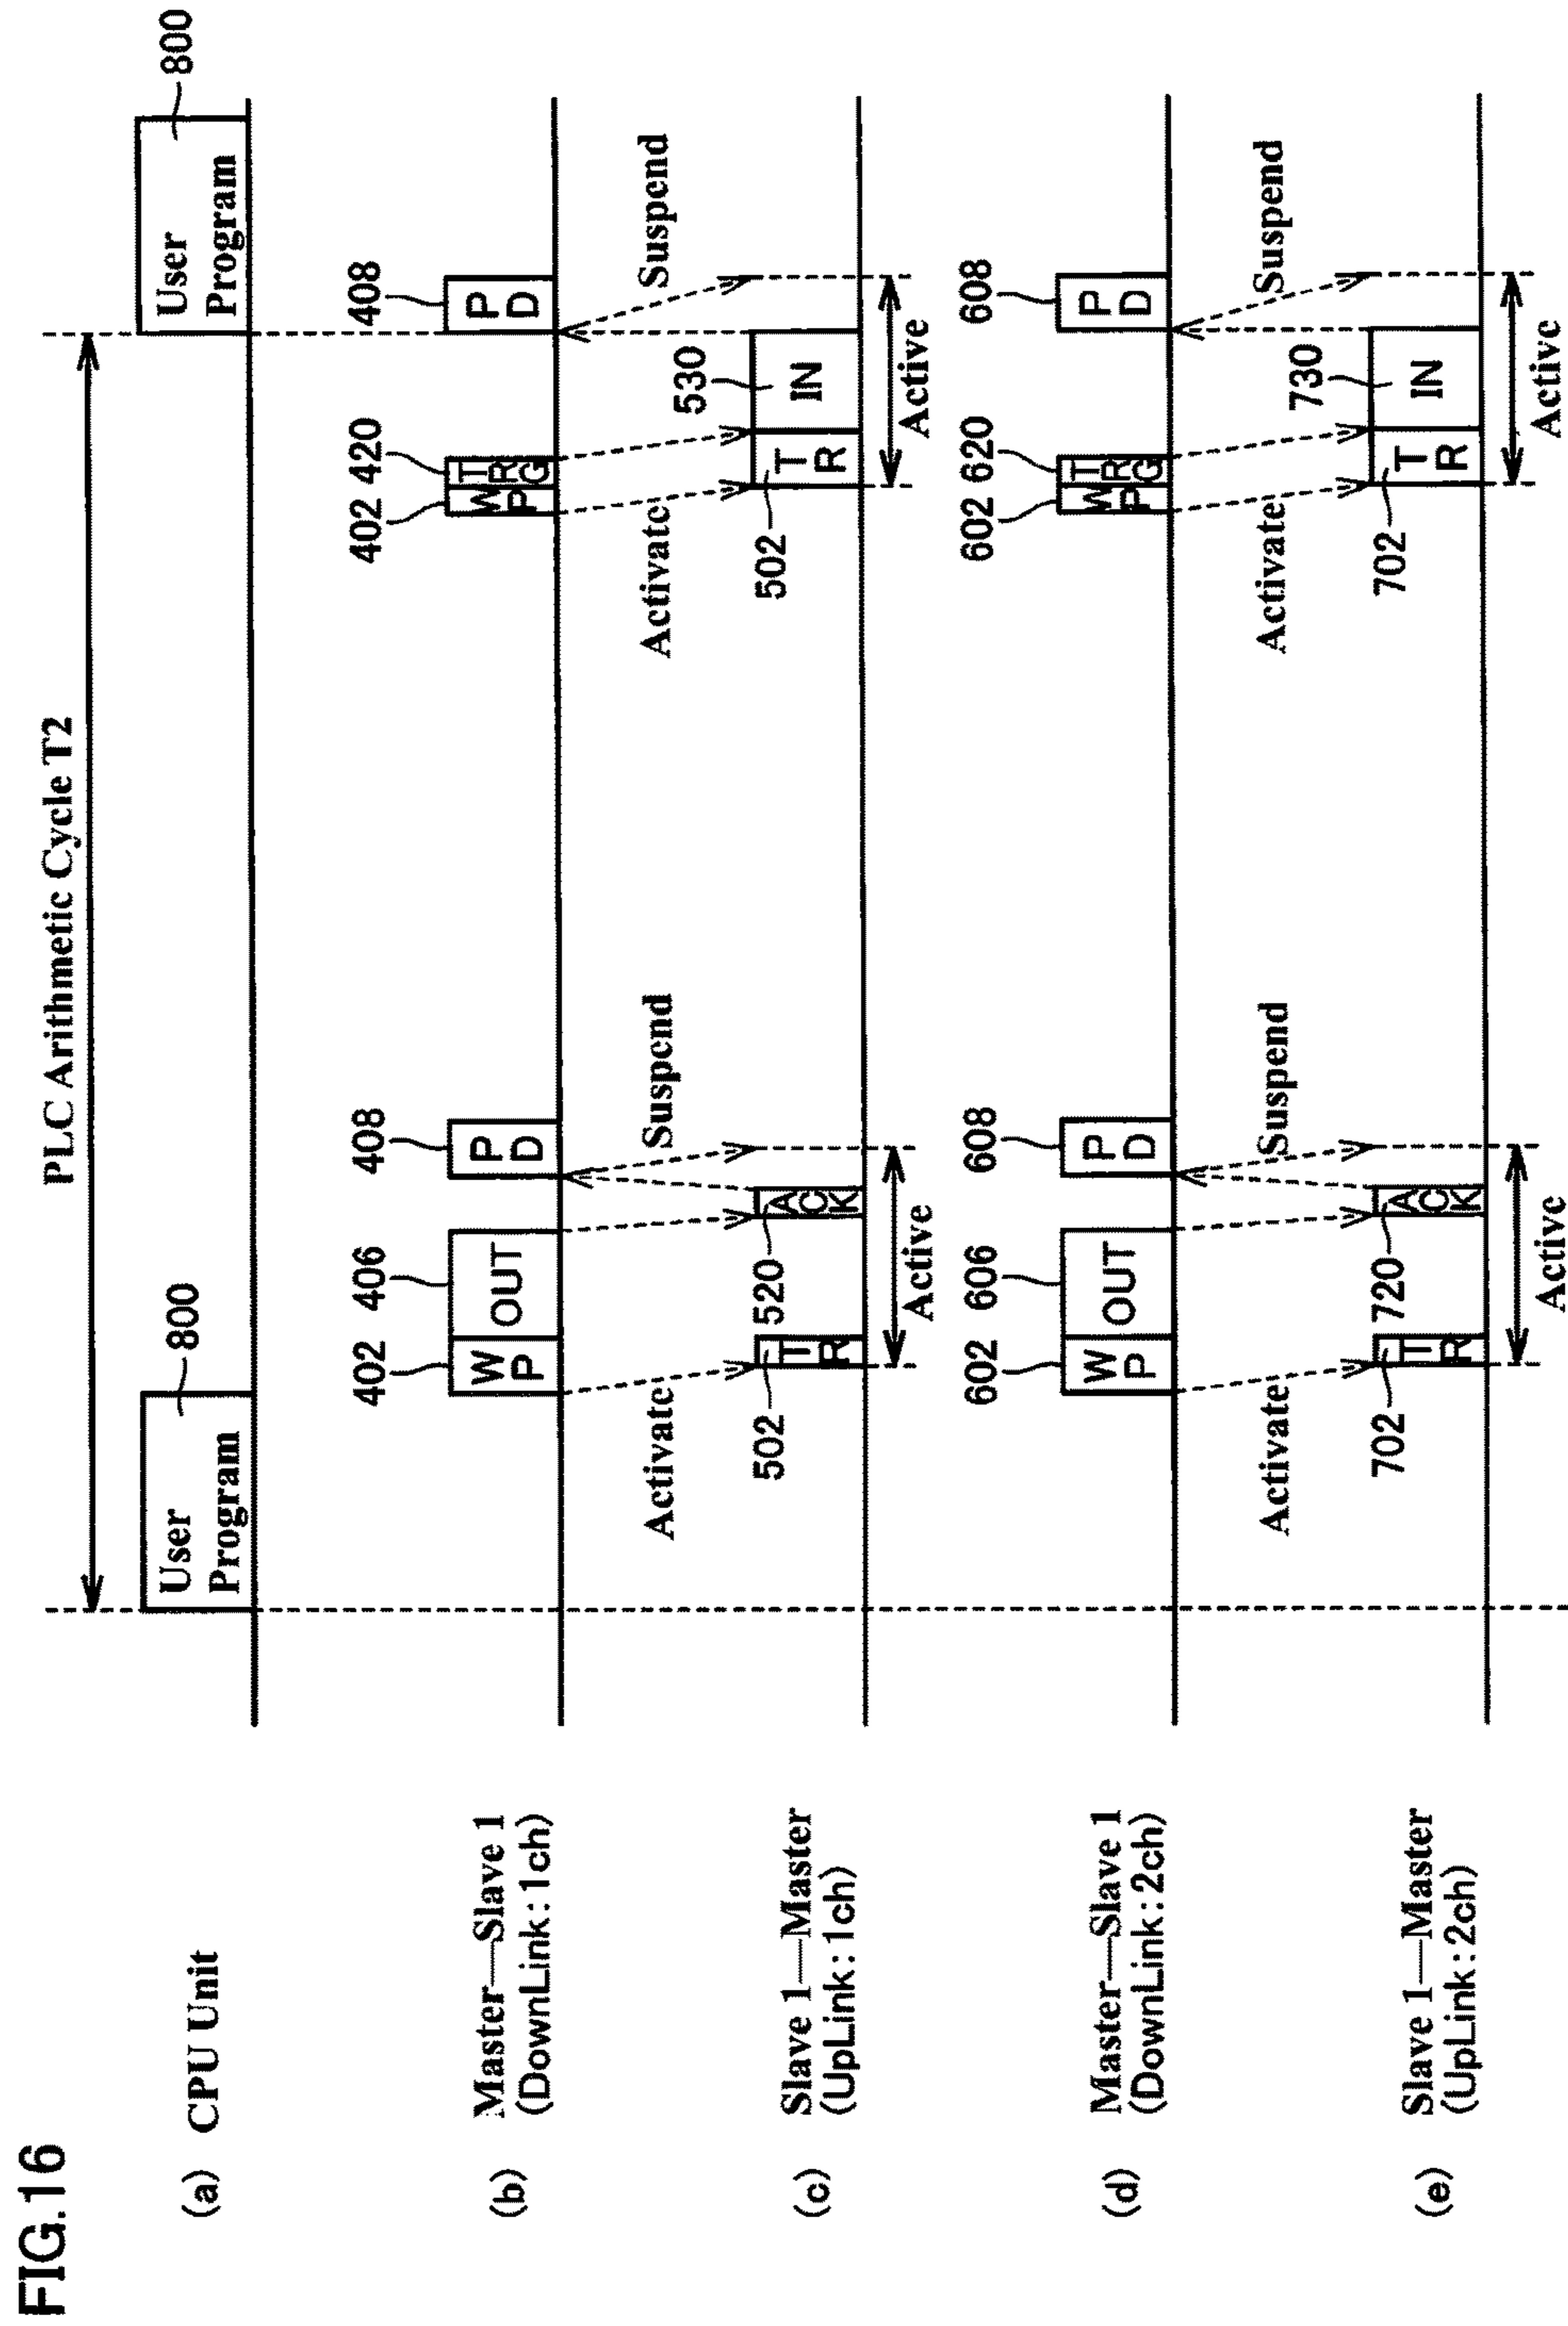 FIG.16
PLC Arithmetic Cycle T2
(a) CPU Unit
User
Program
800
User
Program
800
(b) Master—Slave 1
(DownLink:1ch)
402
406
408
402
420
408
W
P
OUT
P
D
W
P
T
R
G
P
D
Activate
Suspend
Activate
Suspend
(c) Slave 1—Master
(UpLink:1ch)
502
T
R
520
A
C
K
502
T
R
530
IN
Active
Active
(d) Master—Slave 1
(DownLink:2ch)
602
606
608
602
620
608
W
P
OUT
P
D
W
P
T
R
G
P
D
Activate
Suspend
Activate
Suspend
(e) Slave 1—Master
(UpLink:2ch)
702
T
R
720
A
C
K
702
T
R
730
IN
Active
Active